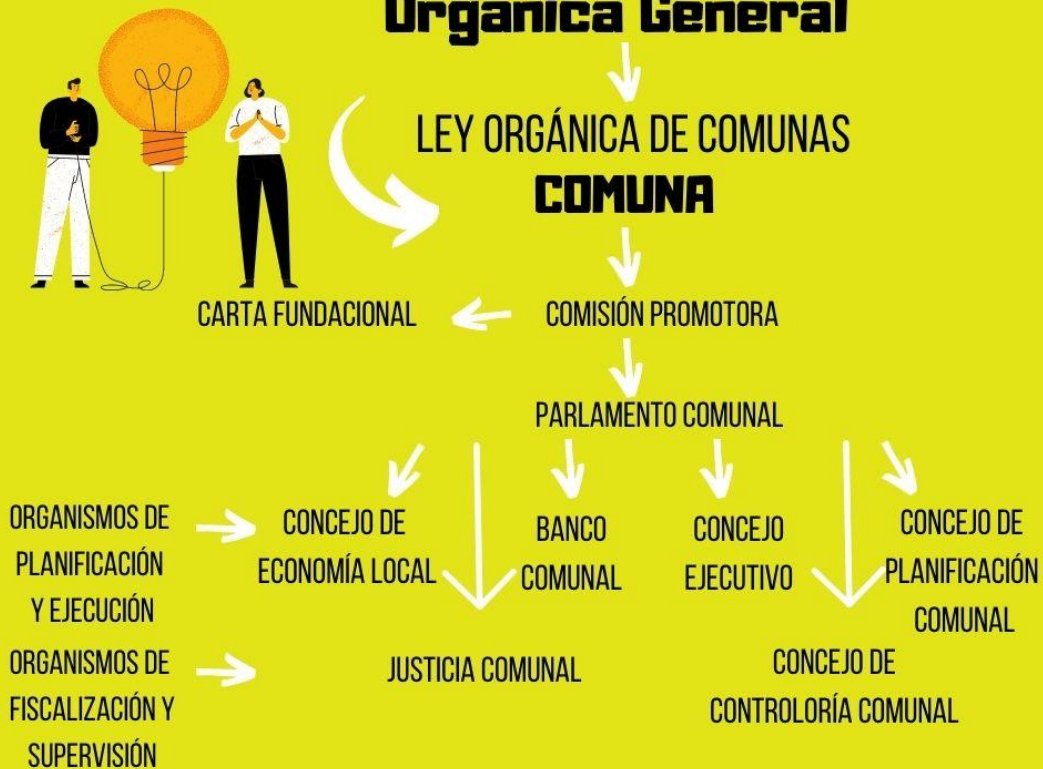 Orgánica General
LEY ORGÁNICA DE COMUNAS
COMUNA
CARTA FUNDACIONAL
COMISIÓN PROMOTORA
PARLAMENTO COMUNAL
ORGANISMOS DE
PLANIFICACIÓN
Y EJECUCIÓN
CONCEJO DE
ECONOMÍA LOCAL
BANCO
COMUNAL
CONCEJO
EJECUTIVO
CONCEJO DE
PLANIFICACIÓN
COMUNAL
ORGANISMOS DE
FISCALIZACIÓN Y
SUPERVISIÓN
JUSTICIA COMUNAL
CONCEJO DE
CONTROLORÍA COMUNAL